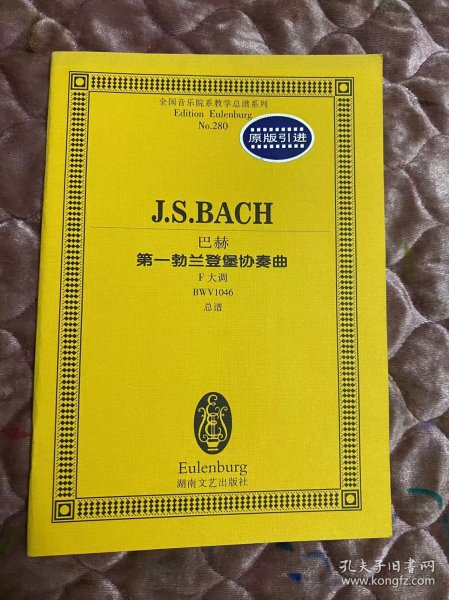 全国音乐院系教学总谱系列
Edition Eulenburg
No.280
原版引进
J.S.BACH
巴赫
第一勃兰登堡协奏曲
F 大调
BWV1046
总谱
Eulenburg
湖南文艺出版社
孔夫子旧书网
www.kongfz.com